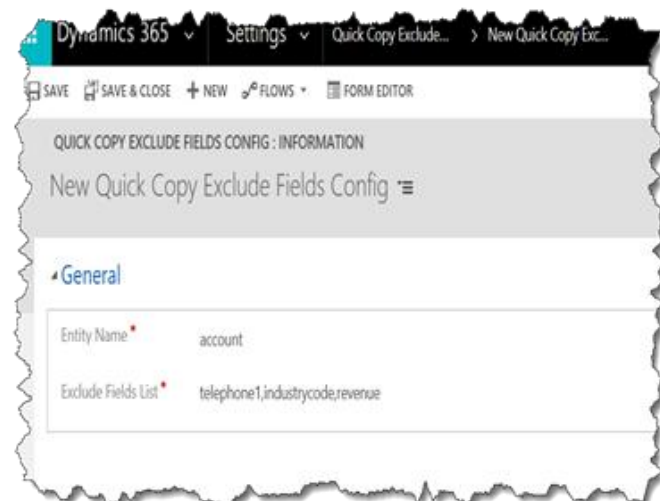 Dynamics 365 Settings Quick Copy Exclude... > New Quick Copy Exc...
SAVE SAVE & CLOSE + NEW FLOWS FORM EDITOR
QUICK COPY EXCLUDE FIELDS CONFIG : INFORMATION
New Quick Copy Exclude Fields Config
General
Entity Name * account
Exclude Fields List * telephone1,industrycode,revenue